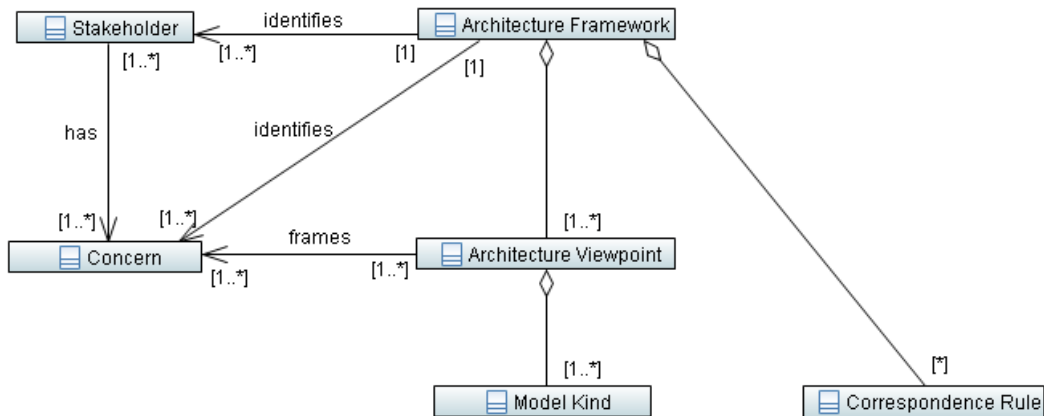 Stakeholder
identifies
Architecture Framework
[1..*]
[1..*]
[1]
[1]
has
identifies
[1..*]
[1..*]
[1..*]
Concern
frames
Architecture Viewpoint
[1..*]
[1..*]
[1..*]
[*]
Model Kind
Correspondence Rule